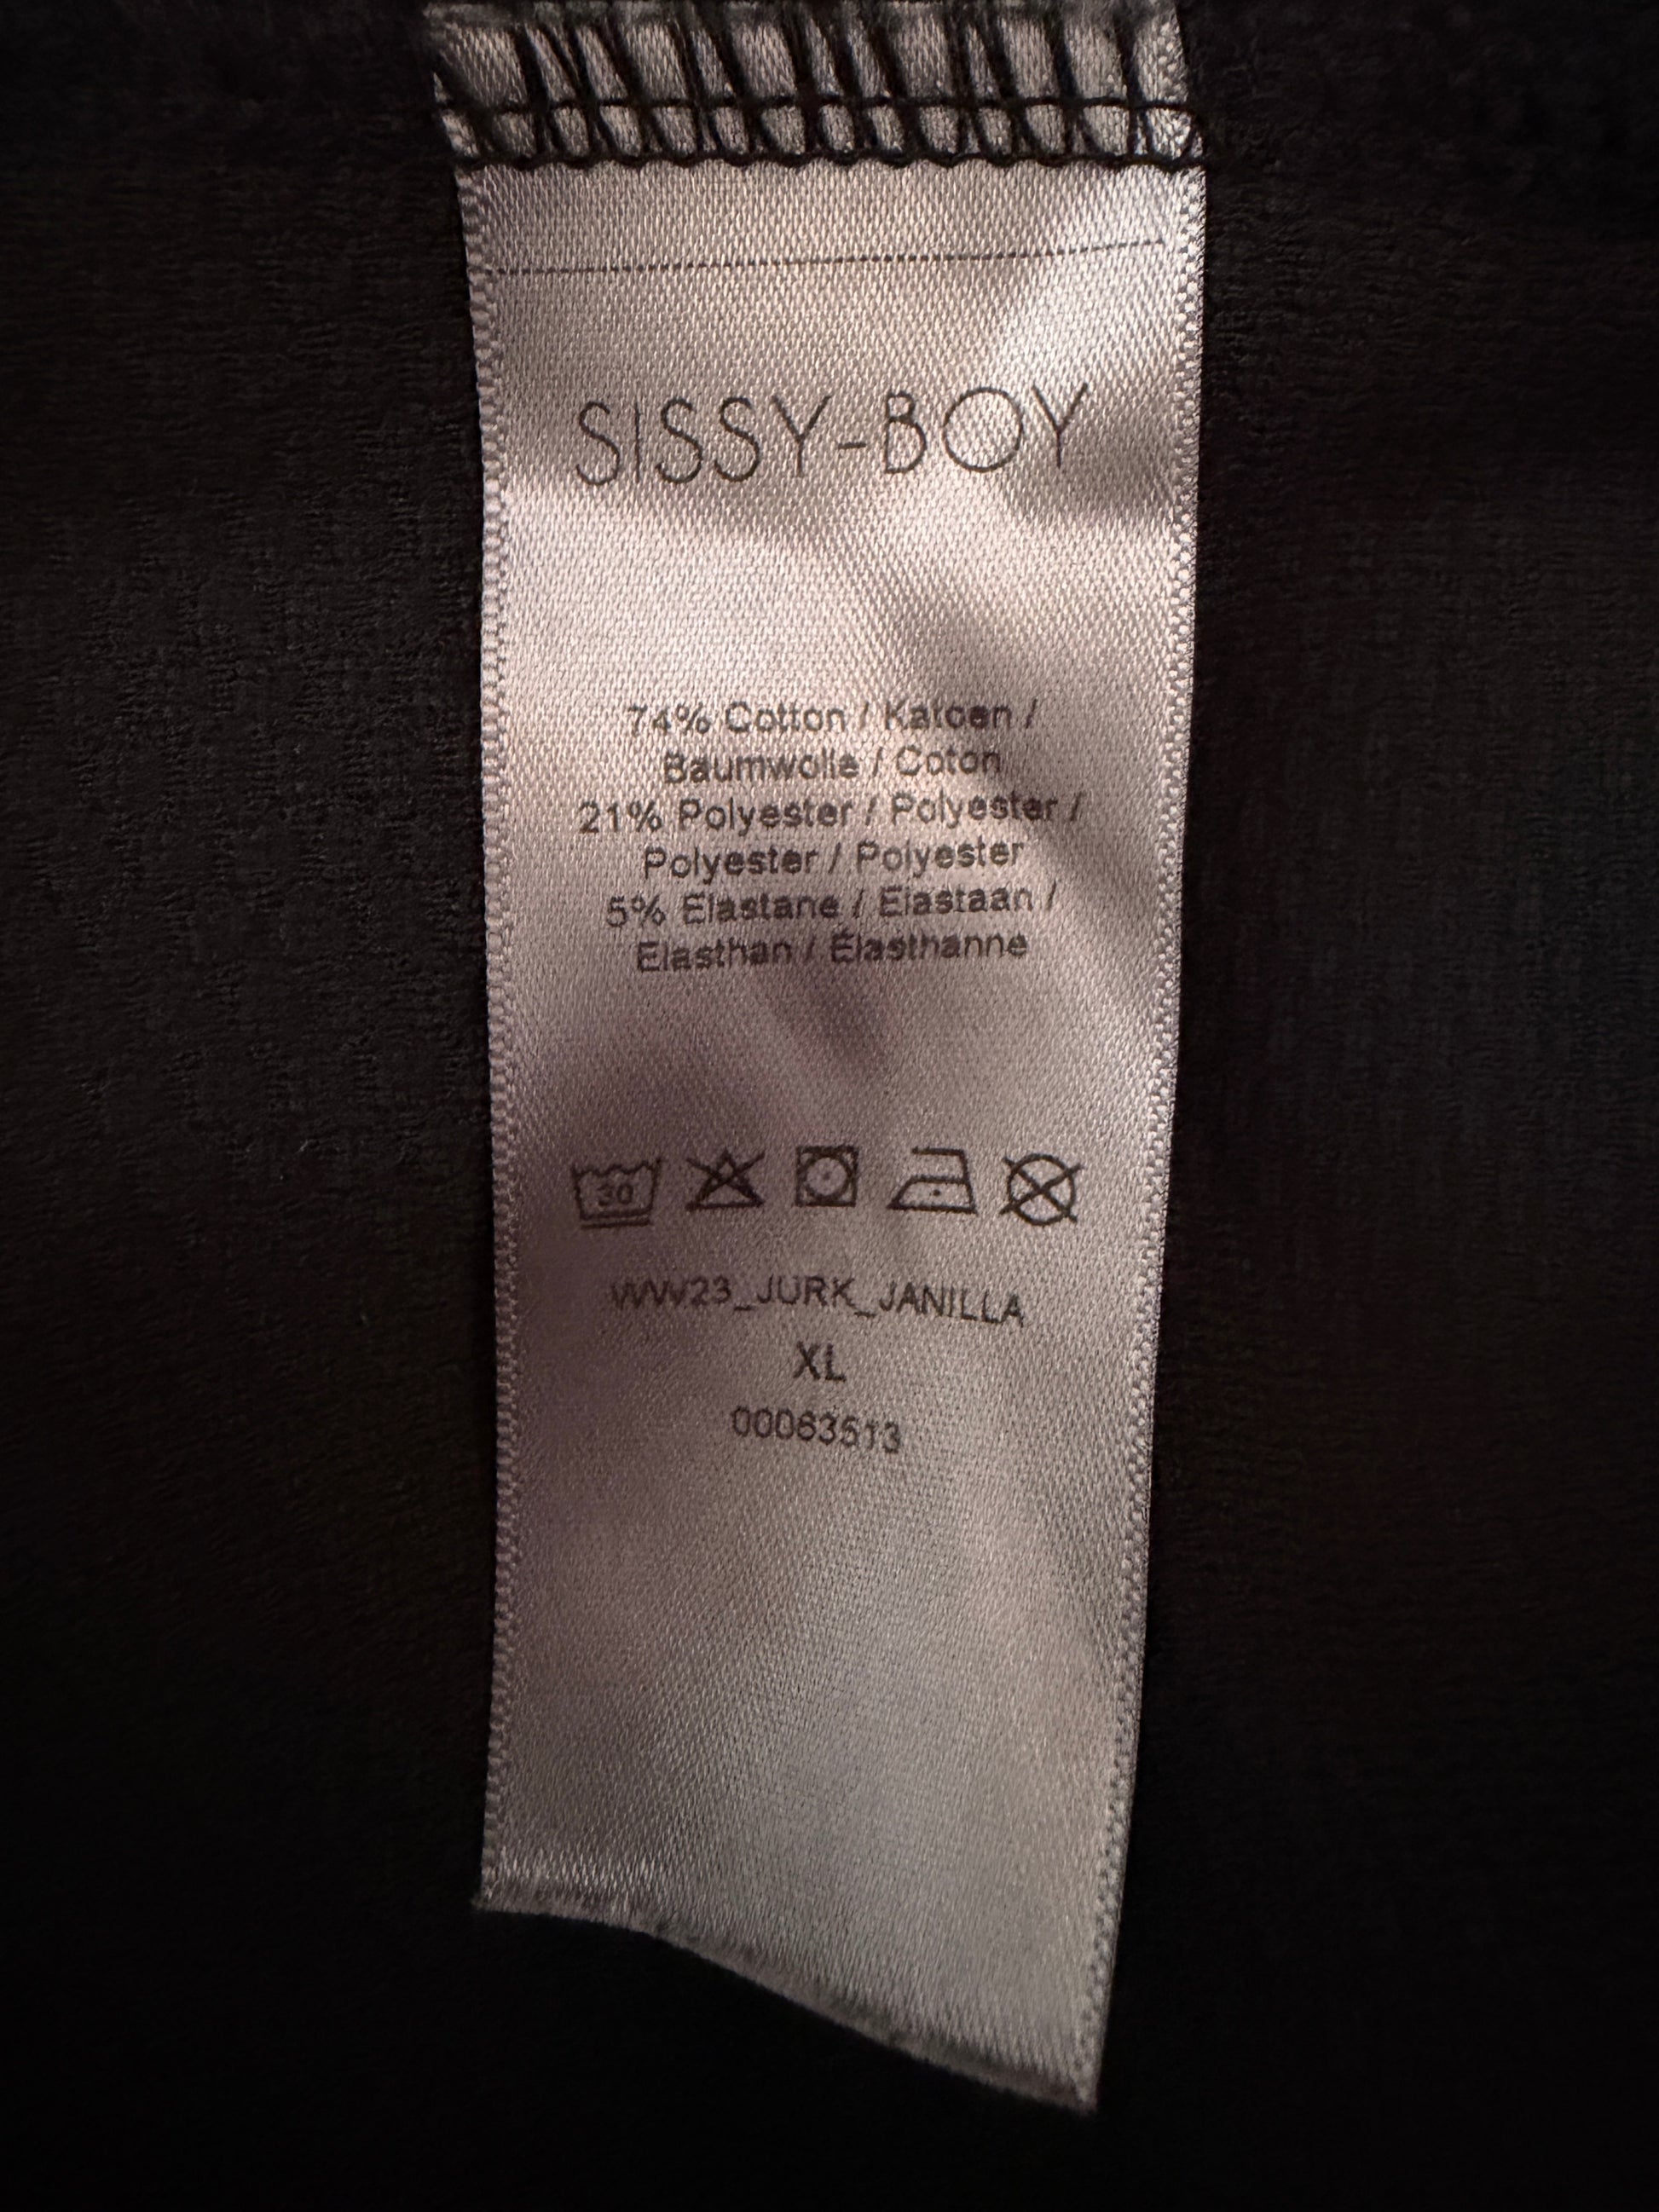 SISSY-BOY
74% Cotton / Katoen /
Baumwolle / Coton
21% Polyester / Polyester /
Polyester / Polyester
5% Elastane / Elastaan /
Elasthan / Élasthanne
30
WW23_JURK_JANILLA
XL
00063513